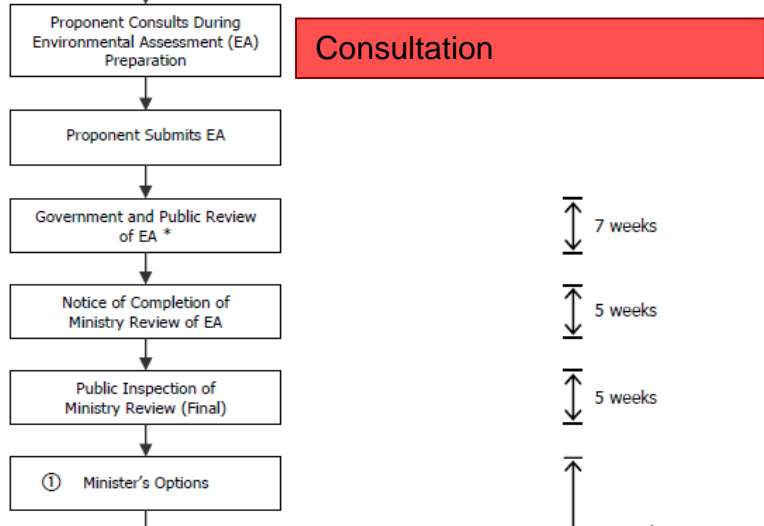 Proponent Consults During
Environmental Assessment (EA)
Preparation
Consultation
Proponent Submits EA
Government and Public Review
of EA *
7 weeks
Notice of Completion of
Ministry Review of EA
5 weeks
Public Inspection of
Ministry Review (Final)
5 weeks
① Minister's Options